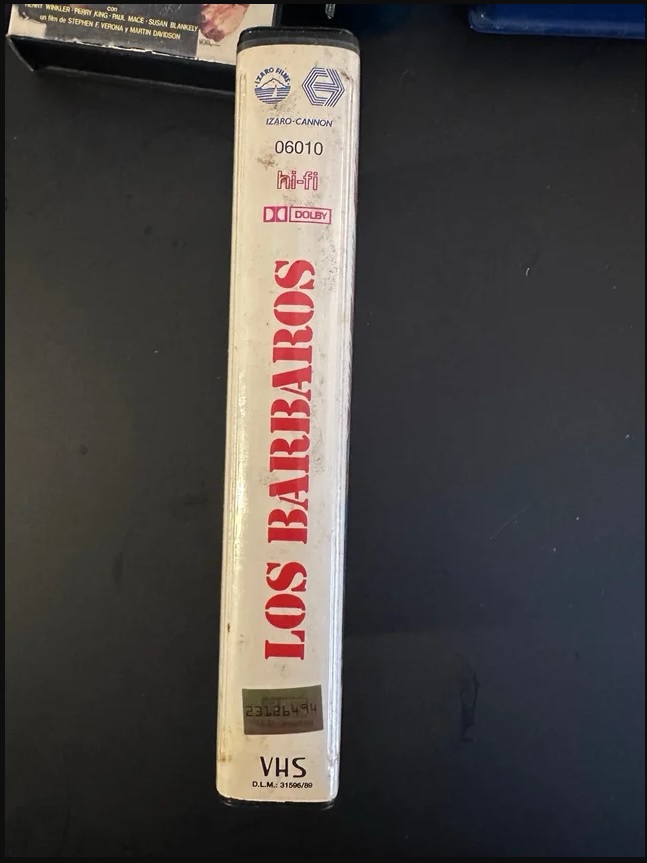 con
HENRY WINKLER · PERRY KING · PAUL MACE · SUSAN BLAKELY
un film de STEPHEN F. VERONA y MARTIN DAVIDSON
IZARO FILMS
IZARO-CANNON
06010
hi-fi
DOLBY
LOS BARBAROS
23126494
VHS
D.L.M.: 31596/89